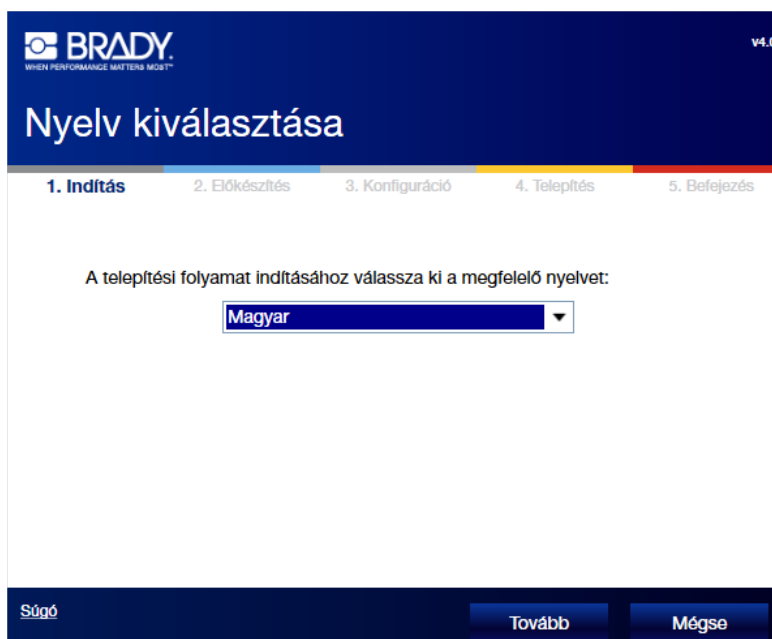 BRADY.
WHEN PERFORMANCE MATTERS MOST™
v4.0
Nyelv kiválasztása
1. Indítás 2. Előkészítés 3. Konfiguráció 4. Telepítés 5. Befejezés
A telepítési folyamat indításához válassza ki a megfelelő nyelvet:
Magyar
Súgó Tovább Mégse